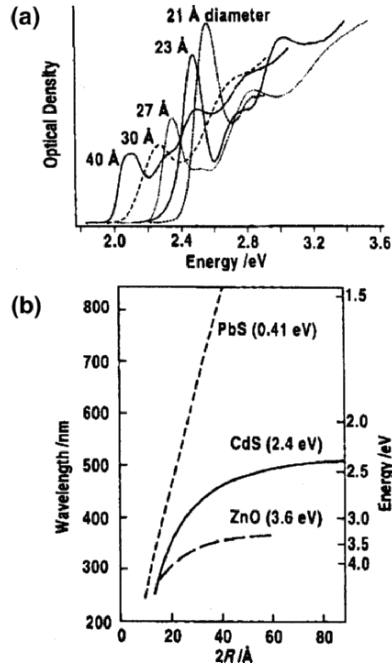 (a)
21 Å diameter
23 Å
27 Å
30 Å
40 Å
Optical Density
2.0 2.4 2.8 3.2 3.6
Energy /eV
(b)
800
700
600
500
400
300
200
Wavelength/nm
PbS (0.41 eV)
CdS (2.4 eV)
ZnO (3.6 eV)
1.5
2.0
2.5
3.0
3.5
4.0
Energy /eV
0 20 40 60 80
2R/Å